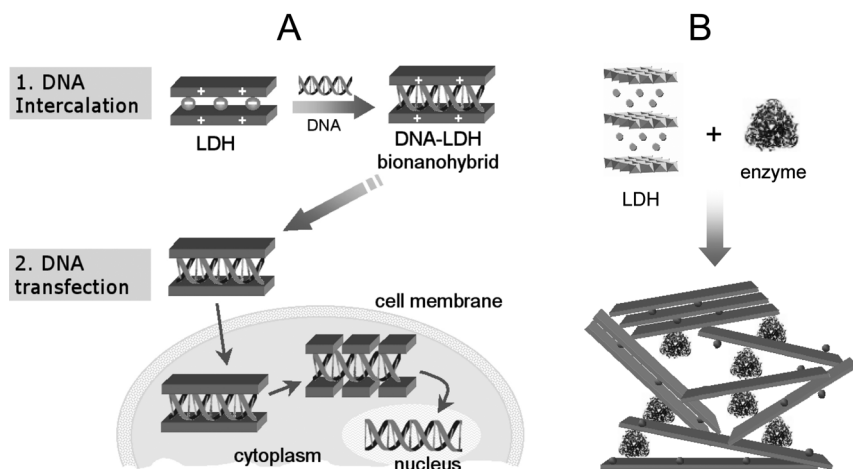 A
B
1. DNA
Intercalation
LDH
DNA
DNA-LDH
bionanohybrid
LDH
+
enzyme
2. DNA
transfection
cell membrane
cytoplasm
nucleus